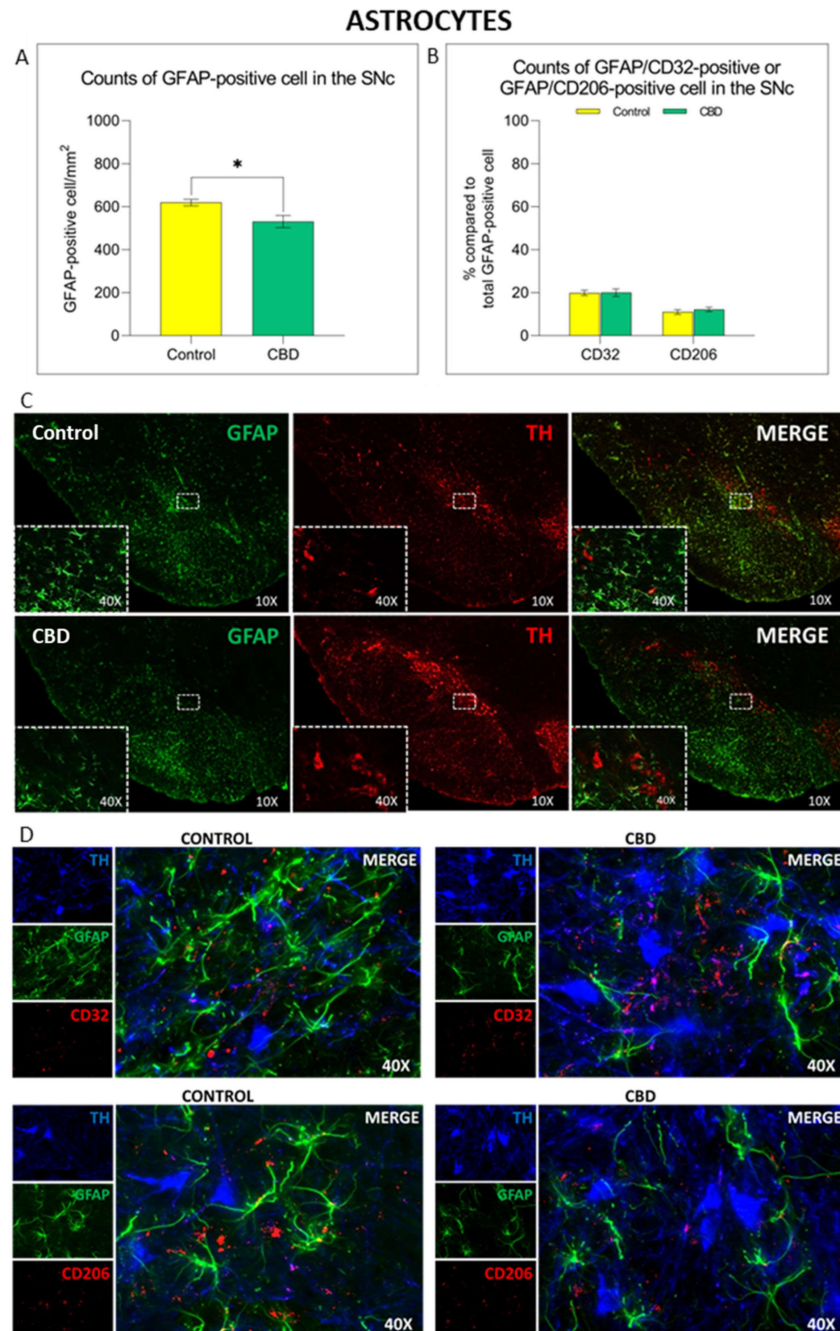 ASTROCYTES
A
Counts of GFAP-positive cell in the SNc
GFAP-positive cell/mm²
1000
800
600
400
200
0
*
Control
CBD
B
Counts of GFAP/CD32-positive or
GFAP/CD206-positive cell in the SNc
Control
CBD
% compared to
total GFAP-positive cell
100
80
60
40
20
0
CD32
CD206
C
Control
GFAP
40X
10X
TH
40X
10X
MERGE
40X
10X
CBD
GFAP
40X
10X
TH
40X
10X
MERGE
40X
10X
D
CONTROL
TH
GFAP
CD32
MERGE
40X
CBD
TH
GFAP
CD32
MERGE
40X
CONTROL
TH
GFAP
CD206
MERGE
40X
CBD
TH
GFAP
CD206
MERGE
40X